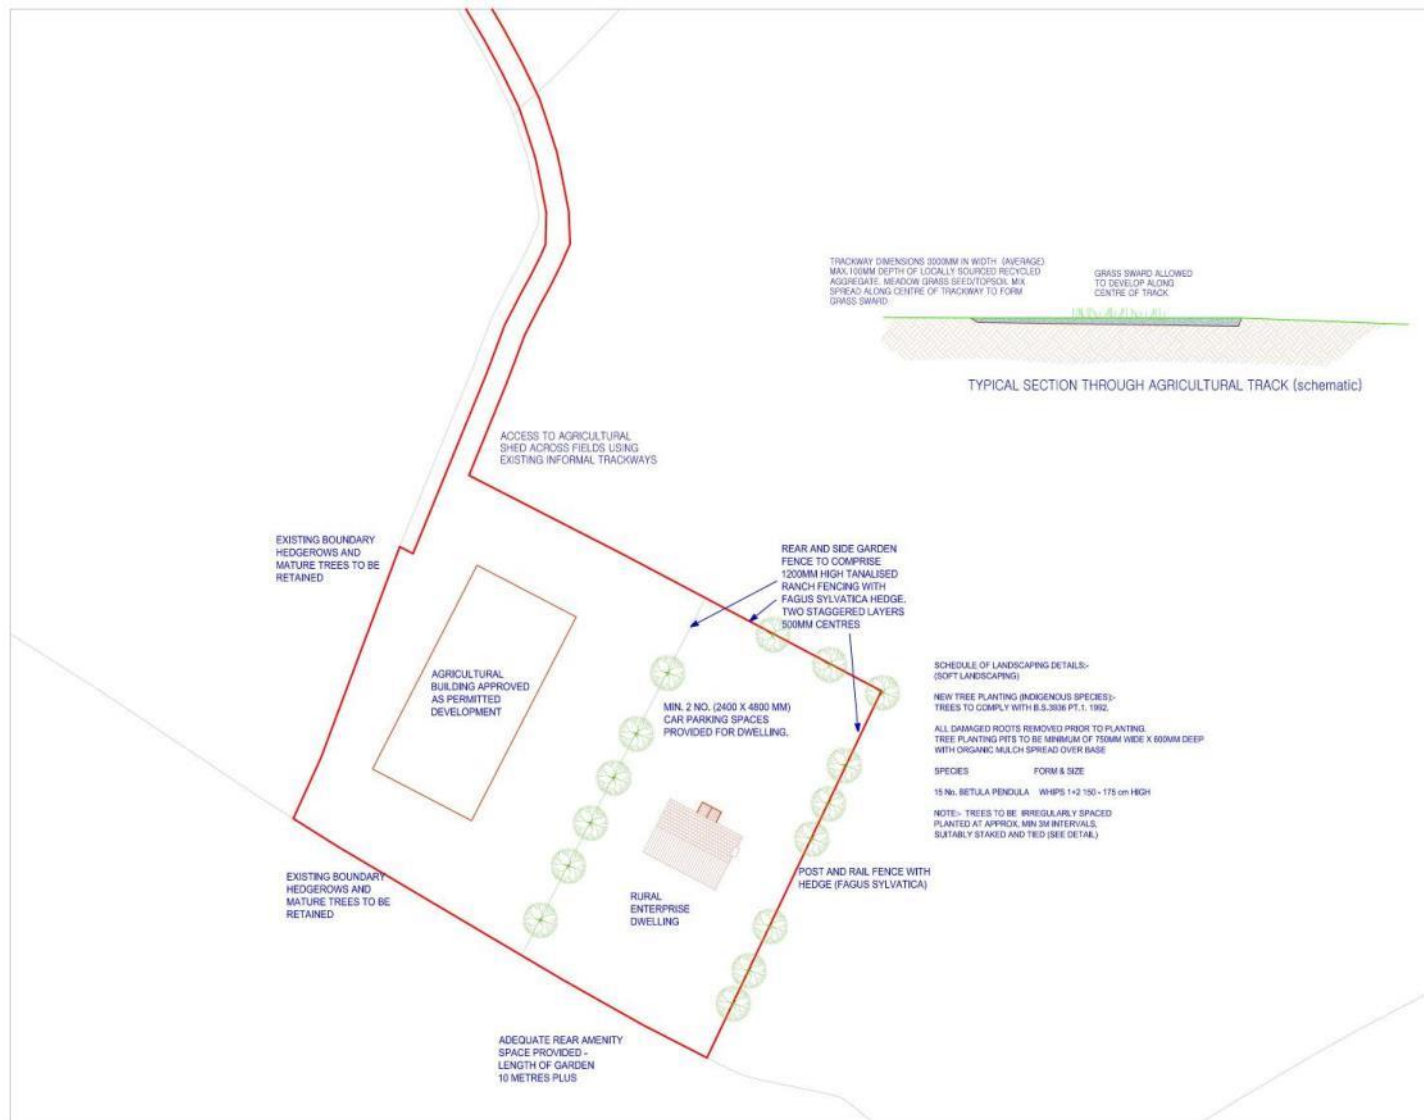 TRACKWAY DIMENSIONS 3000MM IN WIDTH (AVERAGE)
MAX.100MM DEPTH OF LOCALLY SOURCED RECYCLED
AGGREGATE. MEADOW GRASS SEED/TOPSOIL MIX
SPREAD ALONG CENTRE OF TRACKWAY TO FORM
GRASS SWARD.
GRASS SWARD ALLOWED
TO DEVELOP ALONG
CENTRE OF TRACK
TYPICAL SECTION THROUGH AGRICULTURAL TRACK (schematic)
ACCESS TO AGRICULTURAL
SHED ACROSS FIELDS USING
EXISTING INFORMAL TRACKWAYS
EXISTING BOUNDARY
HEDGEROWS AND
MATURE TREES TO BE
RETAINED
REAR AND SIDE GARDEN
FENCE TO COMPRISE
1200MM HIGH TANALISED
RANCH FENCING WITH
FAGUS SYLVATICA HEDGE.
TWO STAGGERED LAYERS
500MM CENTRES
AGRICULTURAL
BUILDING APPROVED
AS PERMITTED
DEVELOPMENT
MIN. 2 NO. (2400 X 4800 MM)
CAR PARKING SPACES
PROVIDED FOR DWELLING.
SCHEDULE OF LANDSCAPING DETAILS:-
(SOFT LANDSCAPING)
NEW TREE PLANTING (INDIGENOUS SPECIES):-
TREES TO COMPLY WITH B.S.3936 PT.1. 1992.
ALL DAMAGED ROOTS REMOVED PRIOR TO PLANTING.
TREE PLANTING PITS TO BE MINIMUM OF 750MM WIDE X 600MM DEEP
WITH ORGANIC MULCH SPREAD OVER BASE
SPECIES FORM & SIZE
15 No. BETULA PENDULA WHIPS 1+2 150 - 175 cm HIGH
NOTE:- TREES TO BE IRREGULARLY SPACED
PLANTED AT APPROX. MIN 3M INTERVALS,
SUITABLY STAKED AND TIED (SEE DETAIL)
POST AND RAIL FENCE WITH
HEDGE (FAGUS SYLVATICA)
EXISTING BOUNDARY
HEDGEROWS AND
MATURE TREES TO BE
RETAINED
RURAL
ENTERPRISE
DWELLING
ADEQUATE REAR AMENITY
SPACE PROVIDED -
LENGTH OF GARDEN
10 METRES PLUS